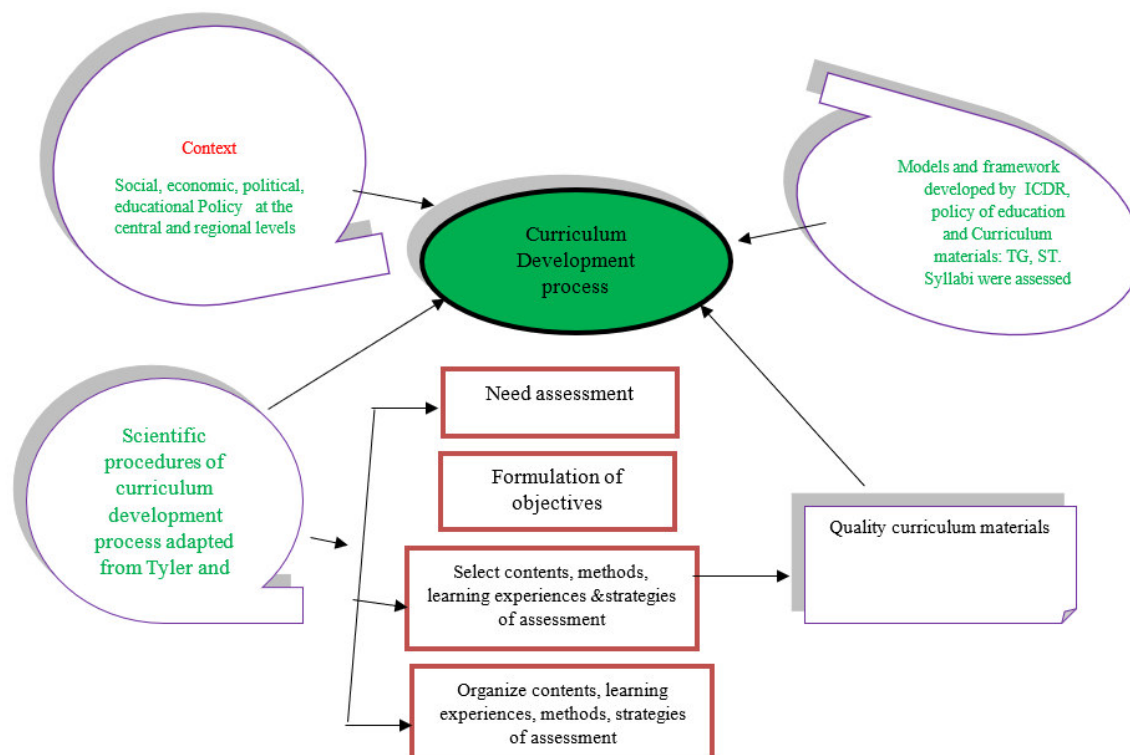 Context
Social, economic, political,
educational Policy at the
central and regional levels
Curriculum
Development
process
Models and framework
developed by ICDR,
policy of education
and Curriculum
materials: TG, ST.
Syllabi were assessed
Scientific
procedures of
curriculum
development
process adapted
from Tyler and
Need assessment
Formulation of
objectives
Select contents, methods,
learning experiences &strategies
of assessment
Organize contents, learning
experiences, methods, strategies
of assessment
Quality curriculum materials